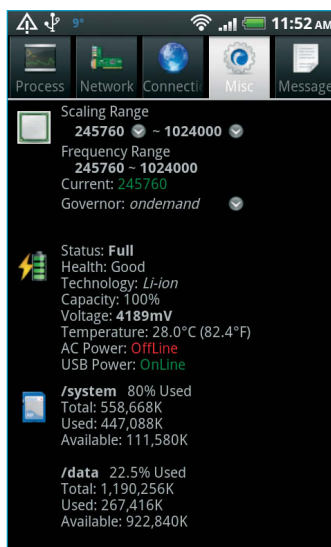 9° 11:52 AM
Process Network Connecti Misc Message
Scaling Range
245760 ~ 1024000
Frequency Range
245760 ~ 1024000
Current: 245760
Governor: ondemand
Status: Full
Health: Good
Technology: Li-ion
Capacity: 100%
Voltage: 4189mV
Temperature: 28.0°C (82.4°F)
AC Power: OffLine
USB Power: OnLine
/system 80% Used
Total: 558,668K
Used: 447,088K
Available: 111,580K
/data 22.5% Used
Total: 1,190,256K
Used: 267,416K
Available: 922,840K